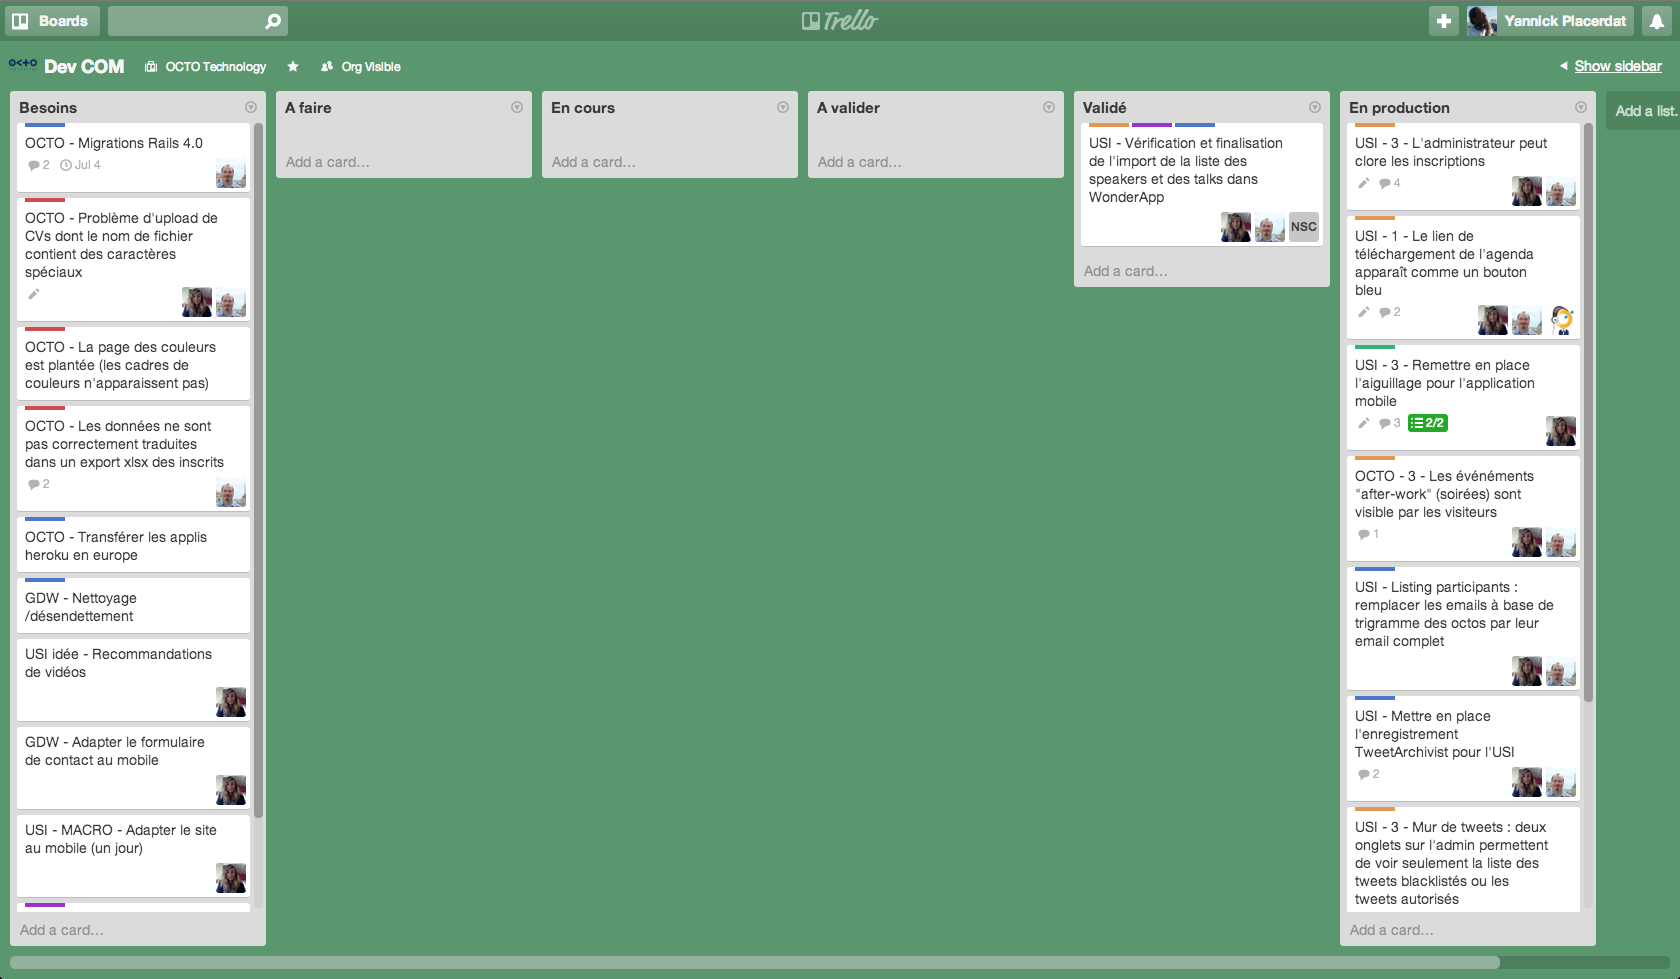 Boards
Trello
Yannick Placerdat
OCTO
Dev COM
OCTO Technology
Org Visible
Show sidebar
Besoins
OCTO - Migrations Rails 4.0
2
Jul 4
OCTO - Problème d'upload de
CVs dont le nom de fichier
contient des caractères
spéciaux
OCTO - La page des couleurs
est plantée (les cadres de
couleurs n'apparaissent pas)
OCTO - Les données ne sont
pas correctement traduites
dans un export xlsx des inscrits
2
OCTO - Transférer les applis
heroku en europe
GDW - Nettoyage
/désendettement
USI idée - Recommandations
de vidéos
GDW - Adapter le formulaire
de contact au mobile
USI - MACRO - Adapter le site
au mobile (un jour)
Add a card…
A faire
Add a card…
En cours
Add a card…
A valider
Add a card…
Validé
USI - Vérification et finalisation
de l'import de la liste des
speakers et des talks dans
WonderApp
NSC
Add a card…
En production
USI - 3 - L'administrateur peut
clore les inscriptions
4
USI - 1 - Le lien de
téléchargement de l'agenda
apparaît comme un bouton
bleu
2
USI - 3 - Remettre en place
l'aiguillage pour l'application
mobile
3
2/2
OCTO - 3 - Les événéments
"after-work" (soirées) sont
visible par les visiteurs
1
USI - Listing participants :
remplacer les emails à base de
trigramme des octos par leur
email complet
USI - Mettre en place
l'enregistrement
TweetArchivist pour l'USI
2
USI - 3 - Mur de tweets : deux
onglets sur l'admin permettent
de voir seulement la liste des
tweets blacklistés ou les
tweets autorisés
Add a card…
Add a list.